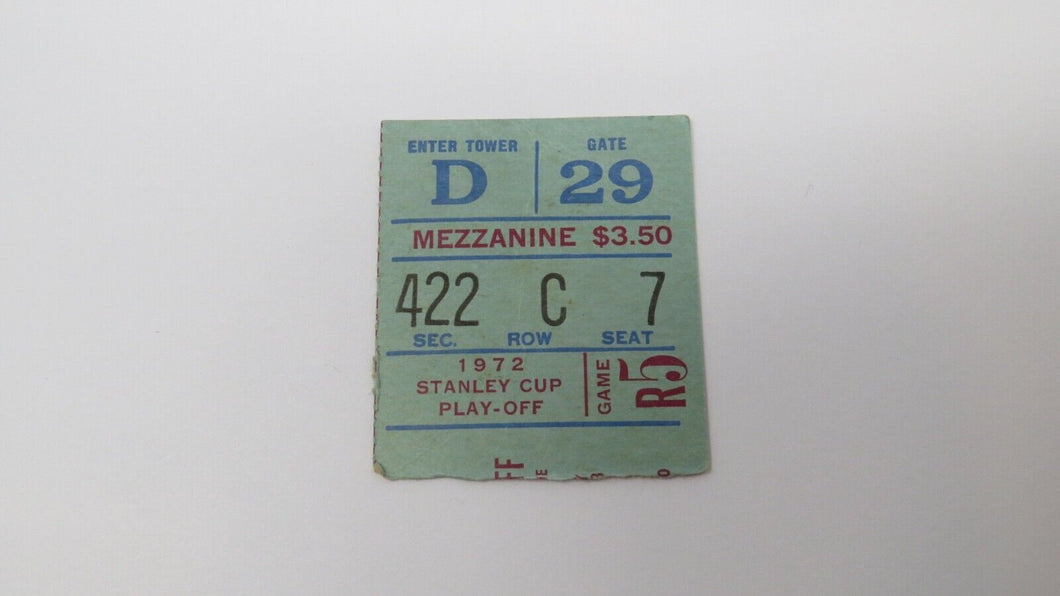 ENTER TOWER GATE
D 29
MEZZANINE $3.50
422 C 7
SEC. ROW SEAT
1972
STANLEY CUP
PLAY-OFF
GAME R5